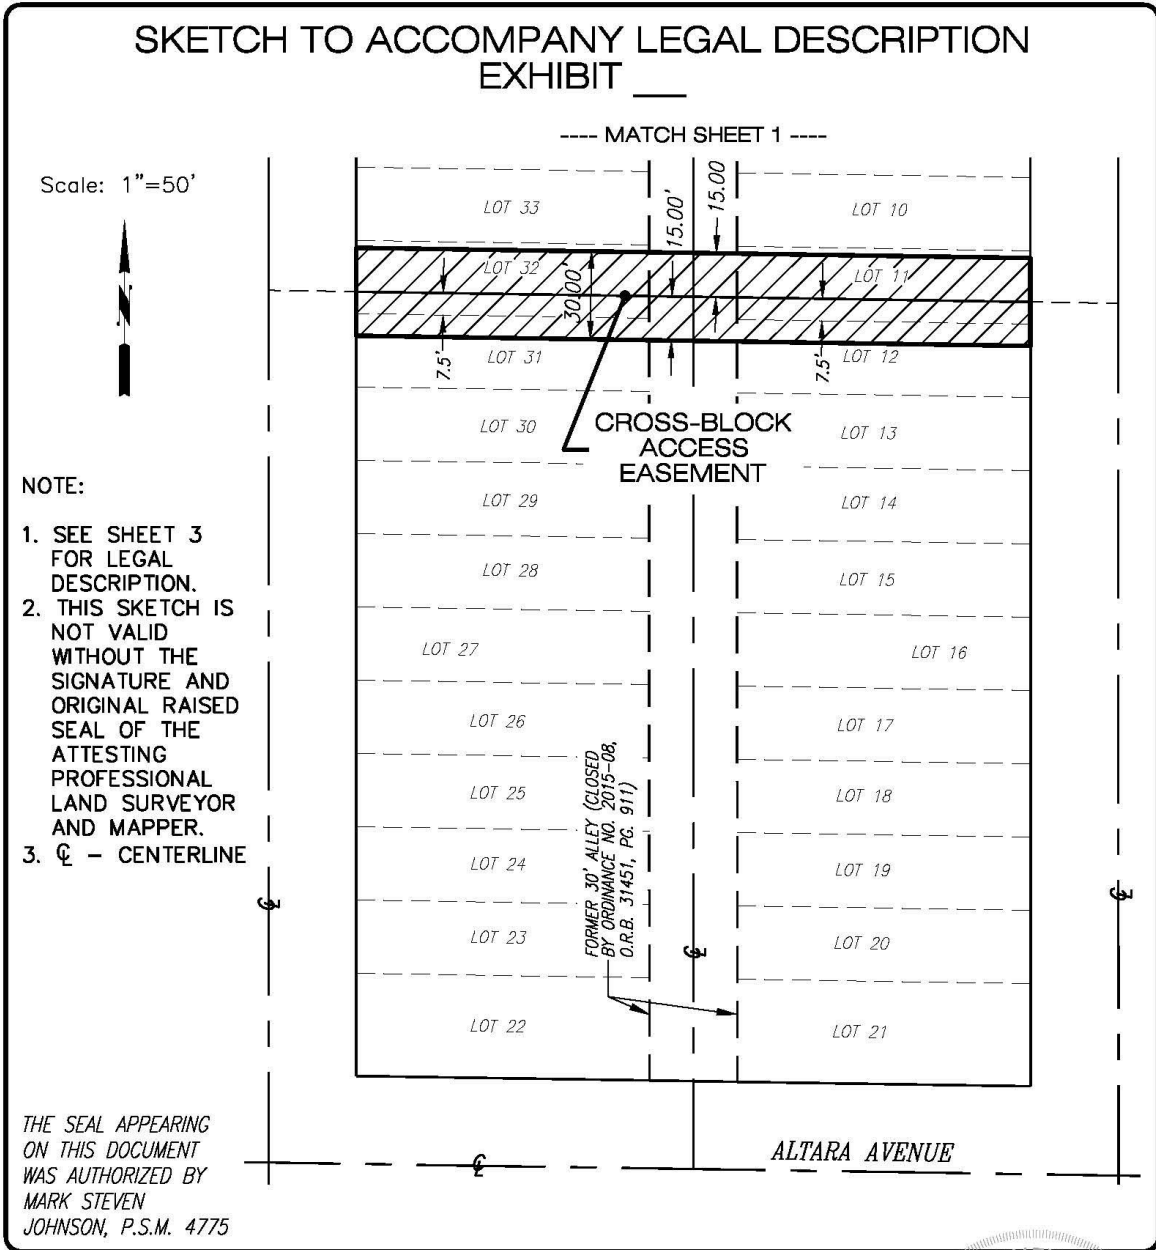 SKETCH TO ACCOMPANY LEGAL DESCRIPTION
EXHIBIT ___
---- MATCH SHEET 1 ----
Scale: 1"=50'
N
LOT 33
15.00'
15.00
LOT 10
LOT 32
30.00'
LOT 11
7.5'
LOT 31
7.5'
LOT 12
LOT 30
CROSS-BLOCK
ACCESS
EASEMENT
LOT 13
LOT 29
LOT 14
LOT 28
LOT 15
LOT 27
LOT 16
LOT 26
LOT 17
LOT 25
LOT 18
LOT 24
LOT 19
LOT 23
LOT 20
LOT 22
LOT 21
FORMER 30' ALLEY (CLOSED
BY ORDINANCE NO. 2015-08,
O.R.B. 31451, PG. 911)
NOTE:
1. SEE SHEET 3
FOR LEGAL
DESCRIPTION.
2. THIS SKETCH IS
NOT VALID
WITHOUT THE
SIGNATURE AND
ORIGINAL RAISED
SEAL OF THE
ATTESTING
PROFESSIONAL
LAND SURVEYOR
AND MAPPER.
3. ℄ - CENTERLINE
℄
℄
℄
℄
ALTARA AVENUE
THE SEAL APPEARING
ON THIS DOCUMENT
WAS AUTHORIZED BY
MARK STEVEN
JOHNSON, P.S.M. 4775